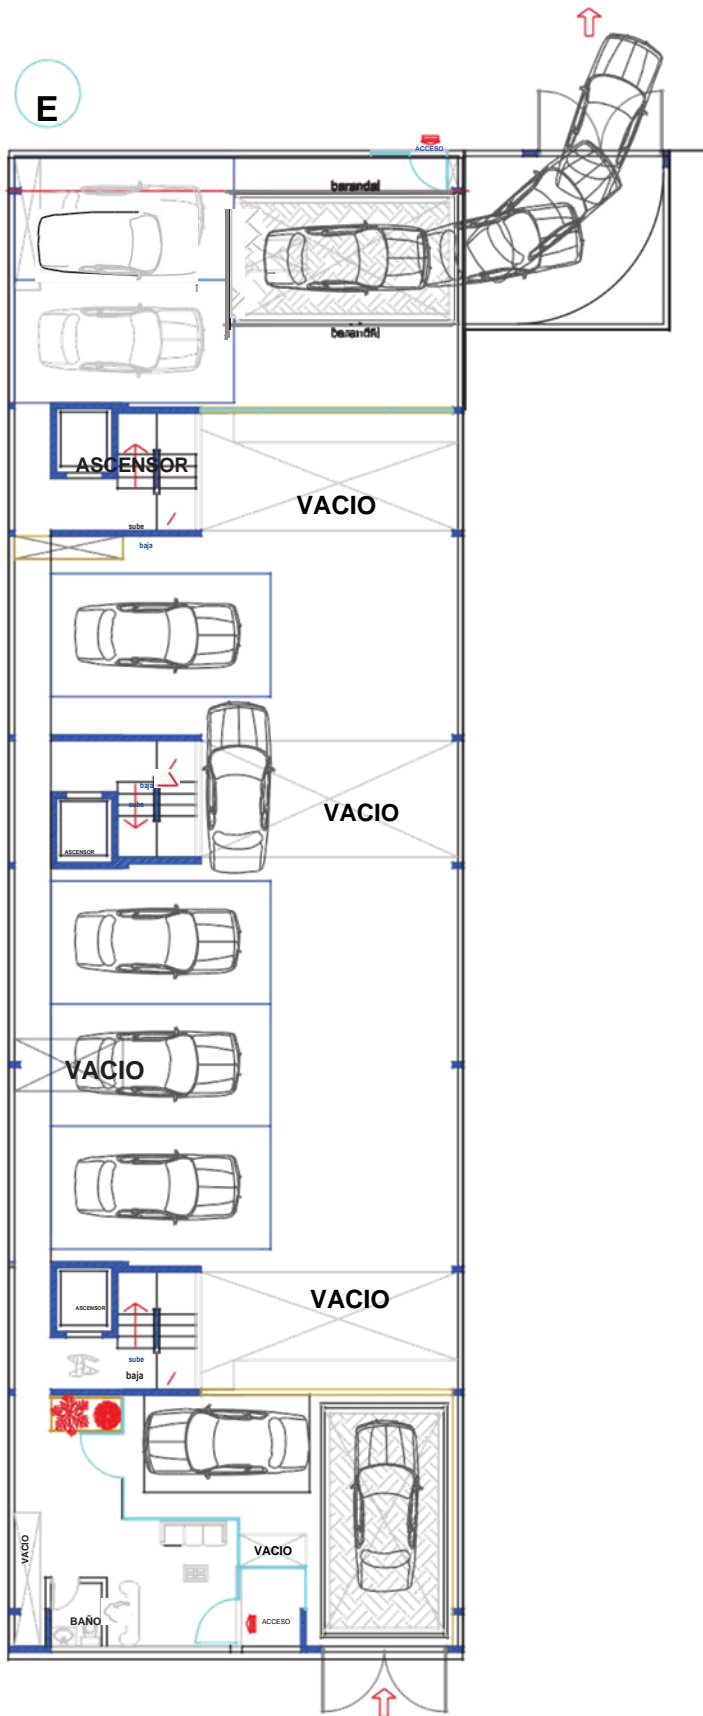 E
ACCESO
barandal
barandal
ASCENSOR
VACIO
sube
baja
baja
sube
VACIO
ASCENSOR
VACIO
VACIO
ASCENSOR
sube
baja
VACIO
VACIO
BAÑO
ACCESO